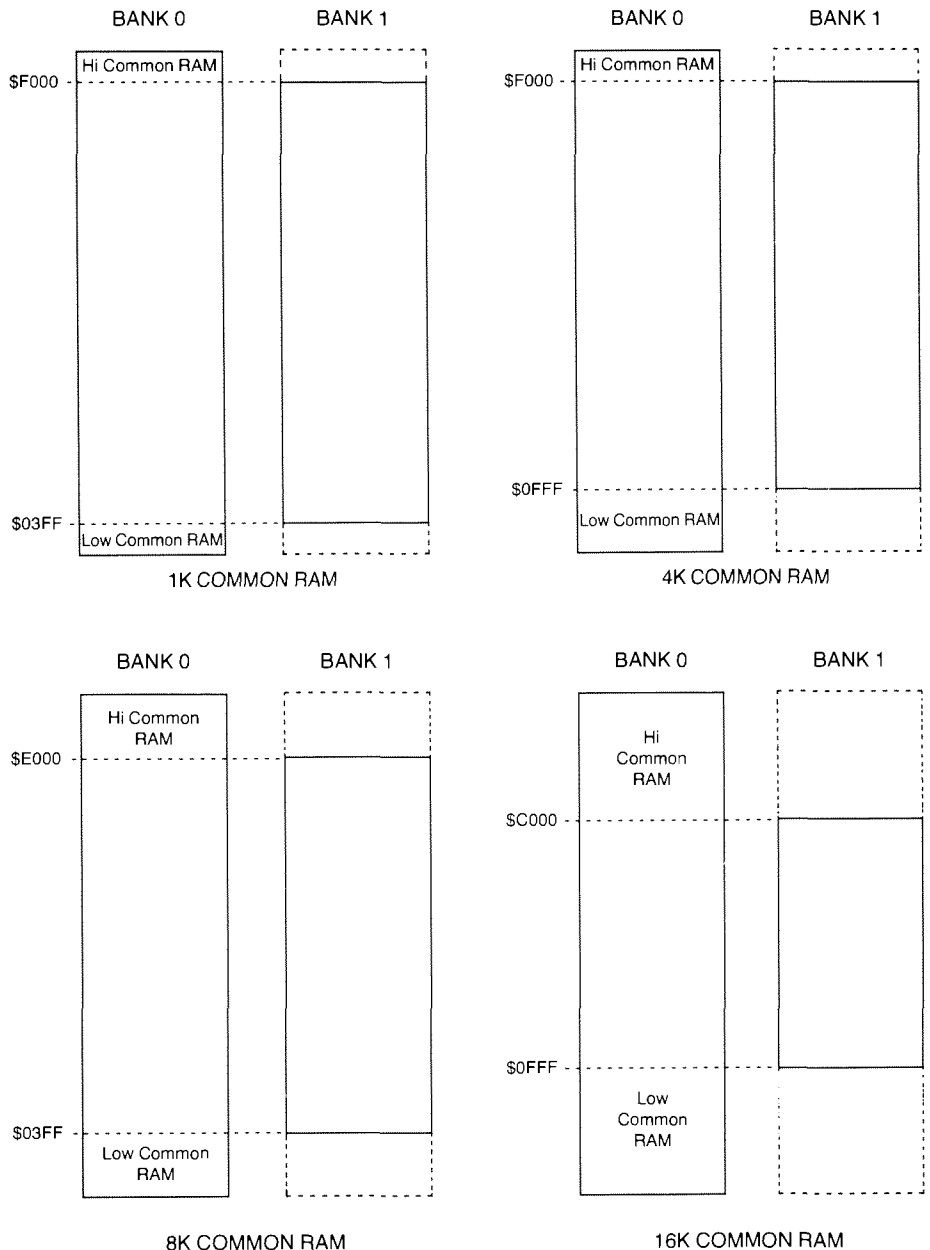 BANK 0
BANK 1
Hi Common RAM
$F000
$03FF
Low Common RAM
1K COMMON RAM
BANK 0
BANK 1
Hi Common RAM
$F000
$0FFF
Low Common RAM
4K COMMON RAM
BANK 0
BANK 1
Hi Common
RAM
$E000
$03FF
Low Common
RAM
8K COMMON RAM
BANK 0
BANK 1
Hi
Common
RAM
$C000
$0FFF
Low
Common
RAM
16K COMMON RAM